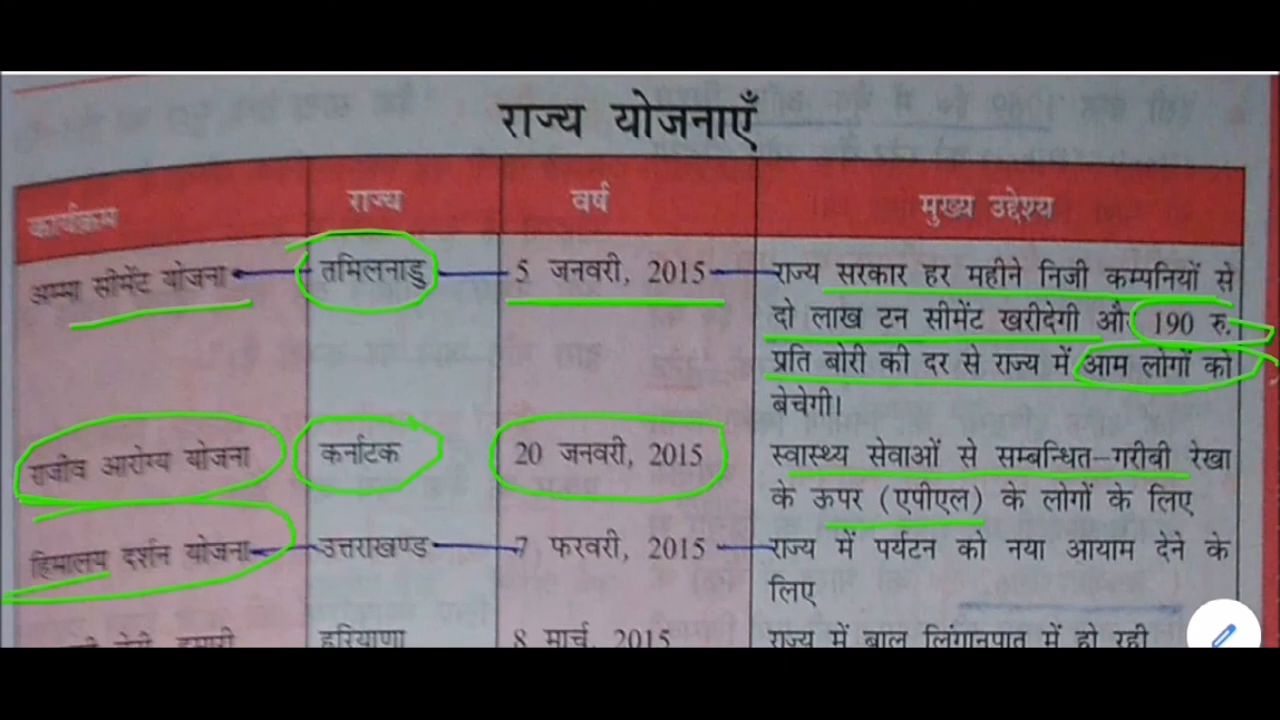 राज्य योजनाएँ
कार्यक्रम राज्य वर्ष मुख्य उद्देश्य
अम्मा सीमेंट योजना तमिलनाडु 5 जनवरी, 2015 राज्य सरकार हर महीने निजी कम्पनियों से
दो लाख टन सीमेंट खरीदेगी औ 190 रु.
प्रति बोरी की दर से राज्य में आम लोगों को
बेचेगी।
राजीव आरोग्य योजना कर्नाटक 20 जनवरी, 2015 स्वास्थ्य सेवाओं से सम्बन्धित-गरीबी रेखा
के ऊपर (एपीएल) के लोगों के लिए
हिमालय दर्शन योजना उत्तराखण्ड 7 फरवरी, 2015 राज्य में पर्यटन को नया आयाम देने के
लिए
हरियाणा 8 मार्च, 2015 राज्य में बाल लिंगानुपात में हो रही